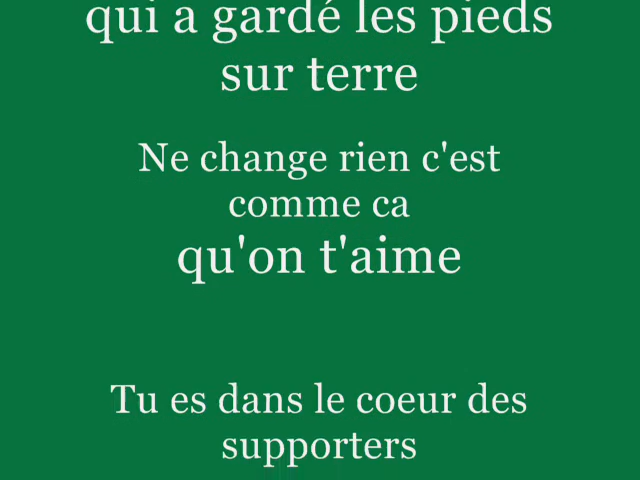 qui a gardé les pieds
sur terre
Ne change rien c'est
comme ca
qu'on t'aime
Tu es dans le coeur des
supporters